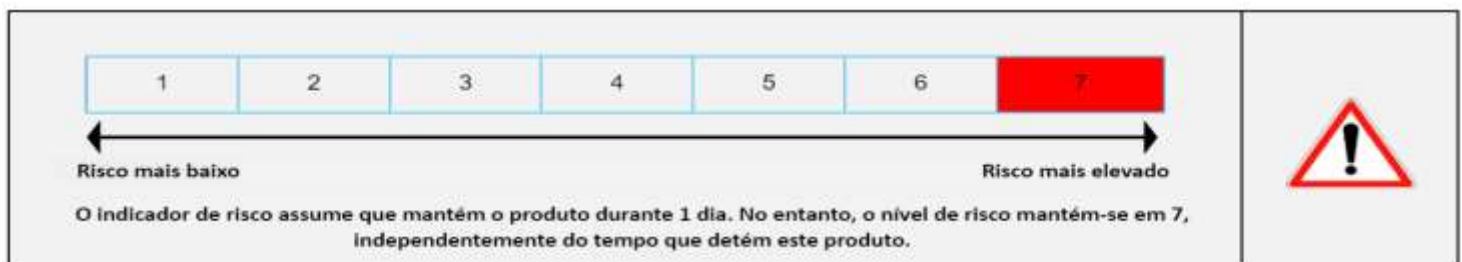 1 2 3 4 5 6 7
Risco mais baixo Risco mais elevado
O indicador de risco assume que mantém o produto durante 1 dia. No entanto, o nível de risco mantém-se em 7,
independentemente do tempo que detém este produto.